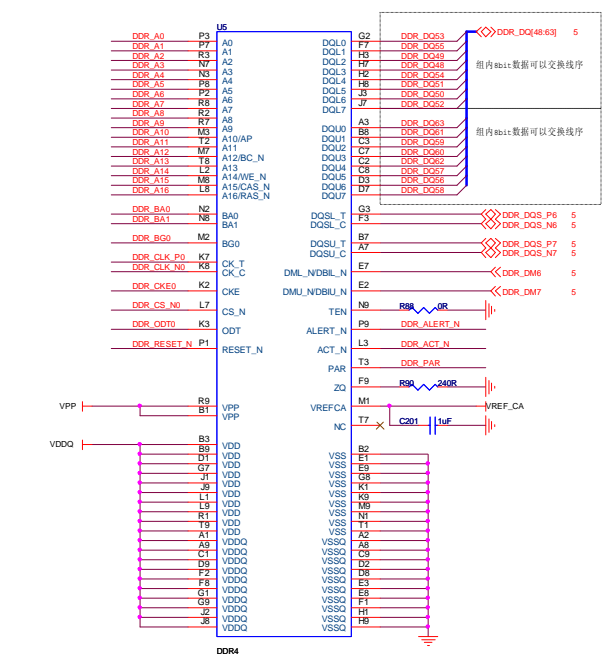 U5
DDR_A0 P3 A0 DQL0 G2 DDR_DQ53 DDR_DQ[48:63] 5
DDR_A1 P7 A1 DQL1 F7 DDR_DQ55
DDR_A2 R3 A2 DQL2 H3 DDR_DQ49
DDR_A3 N7 A3 DQL3 H7 DDR_DQ48
组内8bit数据可以交换线序
DDR_A4 N3 A4 DQL4 H2 DDR_DQ54
DDR_A5 P8 A5 DQL5 H8 DDR_DQ51
DDR_A6 P2 A6 DQL6 J3 DDR_DQ50
DDR_A7 R8 A7 DQL7 J7 DDR_DQ52
DDR_A8 R2 A8
DDR_A9 R7 A9 DQU0 A3 DDR_DQ63
DDR_A10 M3 A10/AP DQU1 B8 DDR_DQ61
组内8bit数据可以交换线序
DDR_A11 T2 A11 DQU2 C3 DDR_DQ59
DDR_A12 M7 A12/BC_N DQU3 C7 DDR_DQ60
DDR_A13 T8 A13 DQU4 C2 DDR_DQ62
DDR_A14 L2 A14/WE_N DQU5 C8 DDR_DQ57
DDR_A15 M8 A15/CAS_N DQU6 D3 DDR_DQ56
DDR_A16 L8 A16/RAS_N DQU7 D7 DDR_DQ58
DDR_BA0 N2 BA0 DQSL_T G3 DDR_DQS_P6 5
DDR_BA1 N8 BA1 DQSL_C F3 DDR_DQS_N6 5
DDR_BG0 M2 BG0 DQSU_T B7 DDR_DQS_P7 5
DQSU_C A7 DDR_DQS_N7 5
DDR_CLK_P0 K7 CK_T
DDR_CLK_N0 K8 CK_C DML_N/DBIL_N E7 DDR_DM6 5
DDR_CKE0 K2 CKE DMU_N/DBIU_N E2 DDR_DM7 5
DDR_CS_N0 L7 CS_N TEN N9 R88 0R
DDR_ODT0 K3 ODT ALERT_N P9 DDR_ALERT_N
DDR_RESET_N P1 RESET_N ACT_N L3 DDR_ACT_N
PAR T3 DDR_PAR
ZQ F9 R90 240R
VPP R9 VPP VREFCA M1 VREF_CA
B1 VPP
NC T7 C201 1uF
VDDQ B3 VDD
B9 VDD VSS B2
D1 VDD VSS E1
G7 VDD VSS E9
J1 VDD VSS G8
J9 VDD VSS K1
L1 VDD VSS K9
L9 VDD VSS M9
R1 VDD VSS N1
T9 VDD VSS T1
A1 VDDQ VSSQ A2
A9 VDDQ VSSQ A8
C1 VDDQ VSSQ C9
D9 VDDQ VSSQ D2
F2 VDDQ VSSQ D8
F8 VDDQ VSSQ E3
G1 VDDQ VSSQ E8
G9 VDDQ VSSQ F1
J2 VDDQ VSSQ H1
J8 VDDQ VSSQ H9
DDR4